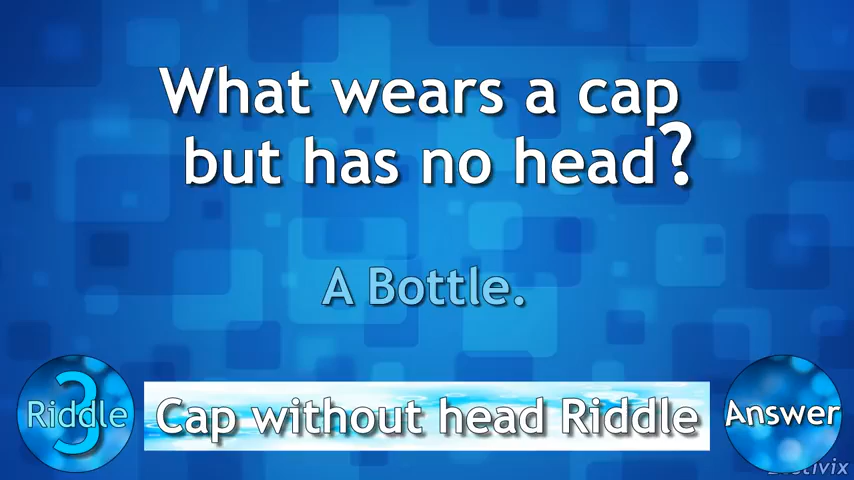 What wears a cap
but has no head?
A Bottle.
Riddle 3
Cap without head Riddle
Answer